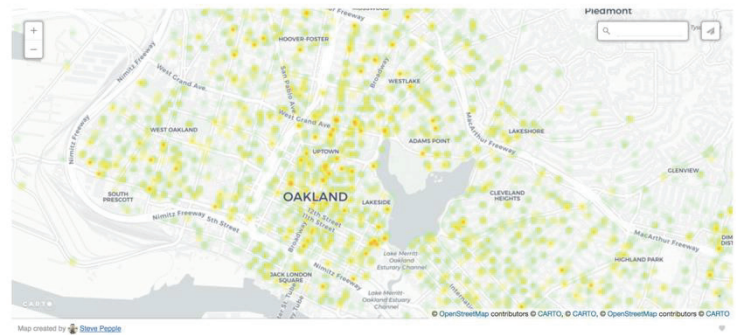 Piedmont
HOOVER-FOSTER
Nimitz Freeway
San Pablo Ave
Broadway
West Grand Ave
WESTLAKE
West Grand Ave
MacArthur Freeway
WEST OAKLAND
ADAMS POINT
LAKESHORE
Nimitz Freeway
UPTOWN
GLENVIEW
SOUTH
PRESCOTT
OAKLAND
LAKESIDE
CLEVELAND
HEIGHTS
Nimitz Freeway 5th Street
12th Street
11th Street
Broadway
MacArthur Freeway
Lake Merritt
Oakland
Estuary Channel
HIGHLAND PARK
JACK LONDON
SQUARE
Nimitz Freeway
Lake Merritt
Oakland Estuary
Channel
CARTO
© OpenStreetMap contributors © CARTO, © CARTO, © OpenStreetMap contributors © CARTO
Map created by Steve Pepple